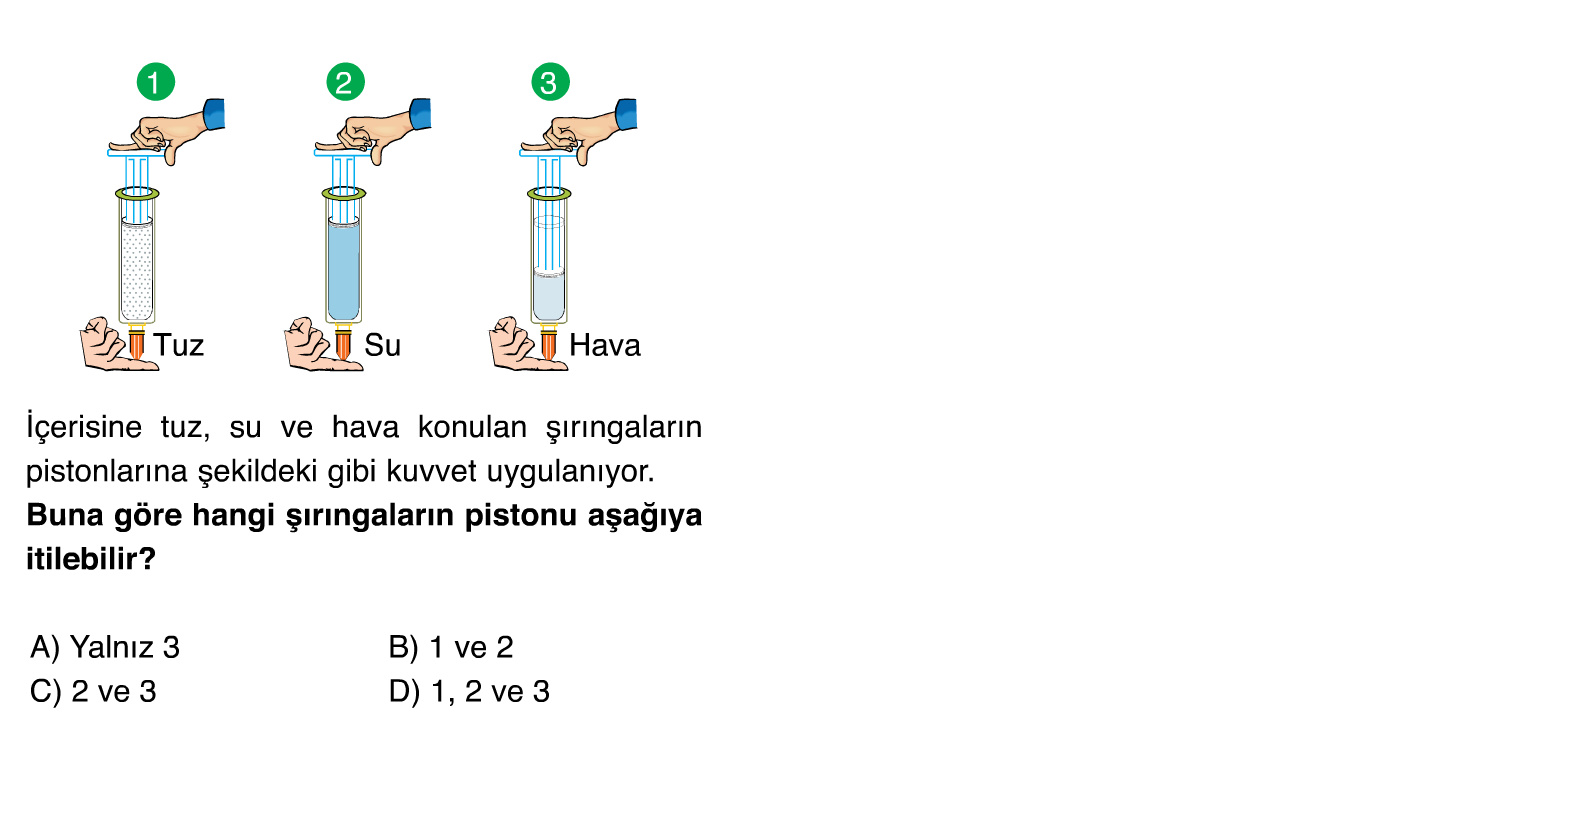 1 2 3
Tuz Su Hava
İçerisine tuz, su ve hava konulan şırıngaların
pistonlarına şekildeki gibi kuvvet uygulanıyor.
Buna göre hangi şırıngaların pistonu aşağıya
itilebilir?
A) Yalnız 3 B) 1 ve 2
C) 2 ve 3 D) 1, 2 ve 3